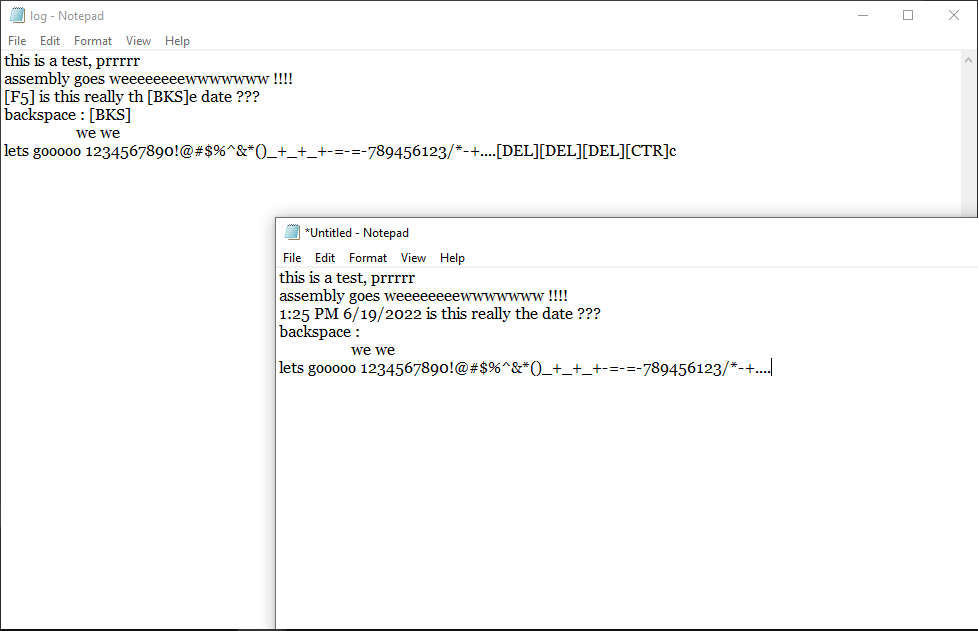 log - Notepad
File Edit Format View Help
this is a test, prrrrr
assembly goes weeeeeeeewwwwwww !!!!
[F5] is this really th [BKS]e date ???
backspace : [BKS]
we we
lets gooooo 1234567890!@#$%^&*()_+_+_+-=-=-789456123/*-+....[DEL][DEL][DEL][CTR]c
*Untitled - Notepad
File Edit Format View Help
this is a test, prrrrr
assembly goes weeeeeeeewwwwwww !!!!
1:25 PM 6/19/2022 is this really the date ???
backspace :
we we
lets gooooo 1234567890!@#$%^&*()_+_+_+-=-=-789456123/*-+....